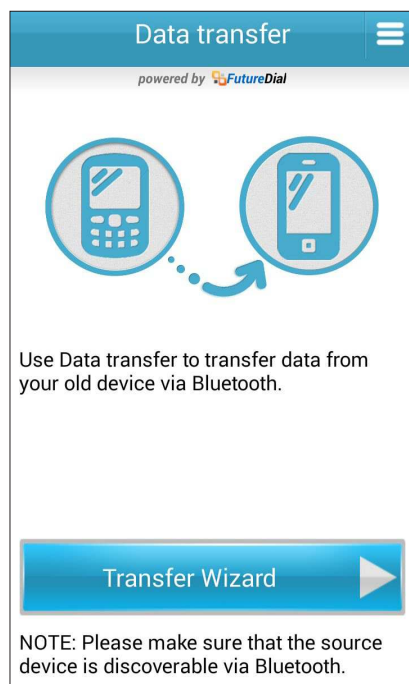 Data transfer
powered by FutureDial
Use Data transfer to transfer data from
your old device via Bluetooth.
Transfer Wizard
NOTE: Please make sure that the source
device is discoverable via Bluetooth.